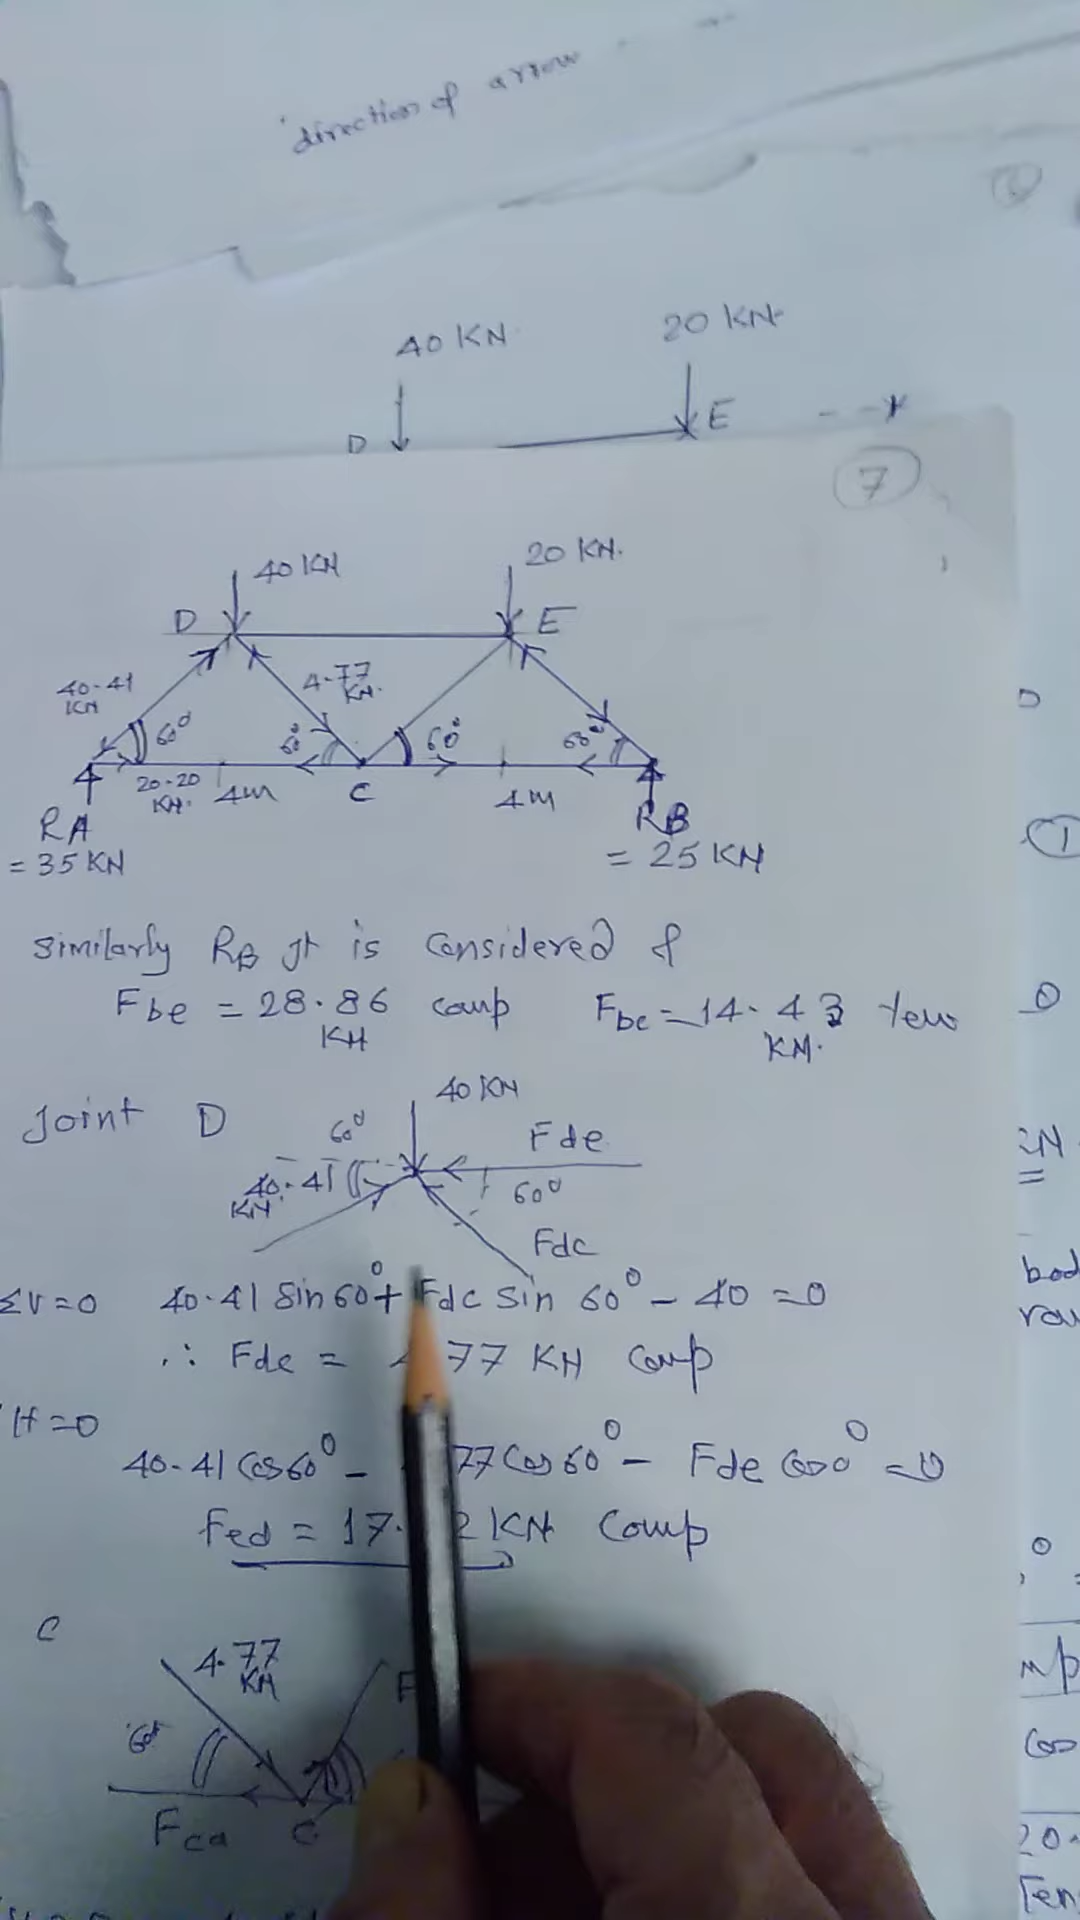 direction of arrow
40 KN
20 KN
D
E
7
40 KN
20 KN.
D
E
40.41 KN
4.77 KN.
60°
60°
60°
60°
20.20 KN.
4m
C
4m
RA = 35 KN
RB = 25 KN
Similarly RB jt is considered &
Fbe = 28.86 KN comp Fbc = 14.43 KN. tens
Joint D
40 KN
60°
Fde
40.41 KN
60°
Fdc
ΣV=0 40.41 sin 60° + Fdc sin 60° - 40 = 0
∴ Fdc = 77 KN Comp
H=0
40.41 Cos 60° - 77 Cos 60° - Fde Cos 0° = 0
Fed = 17. 2 KN Comp
C
4.77 KN
F
60°
Fca
C